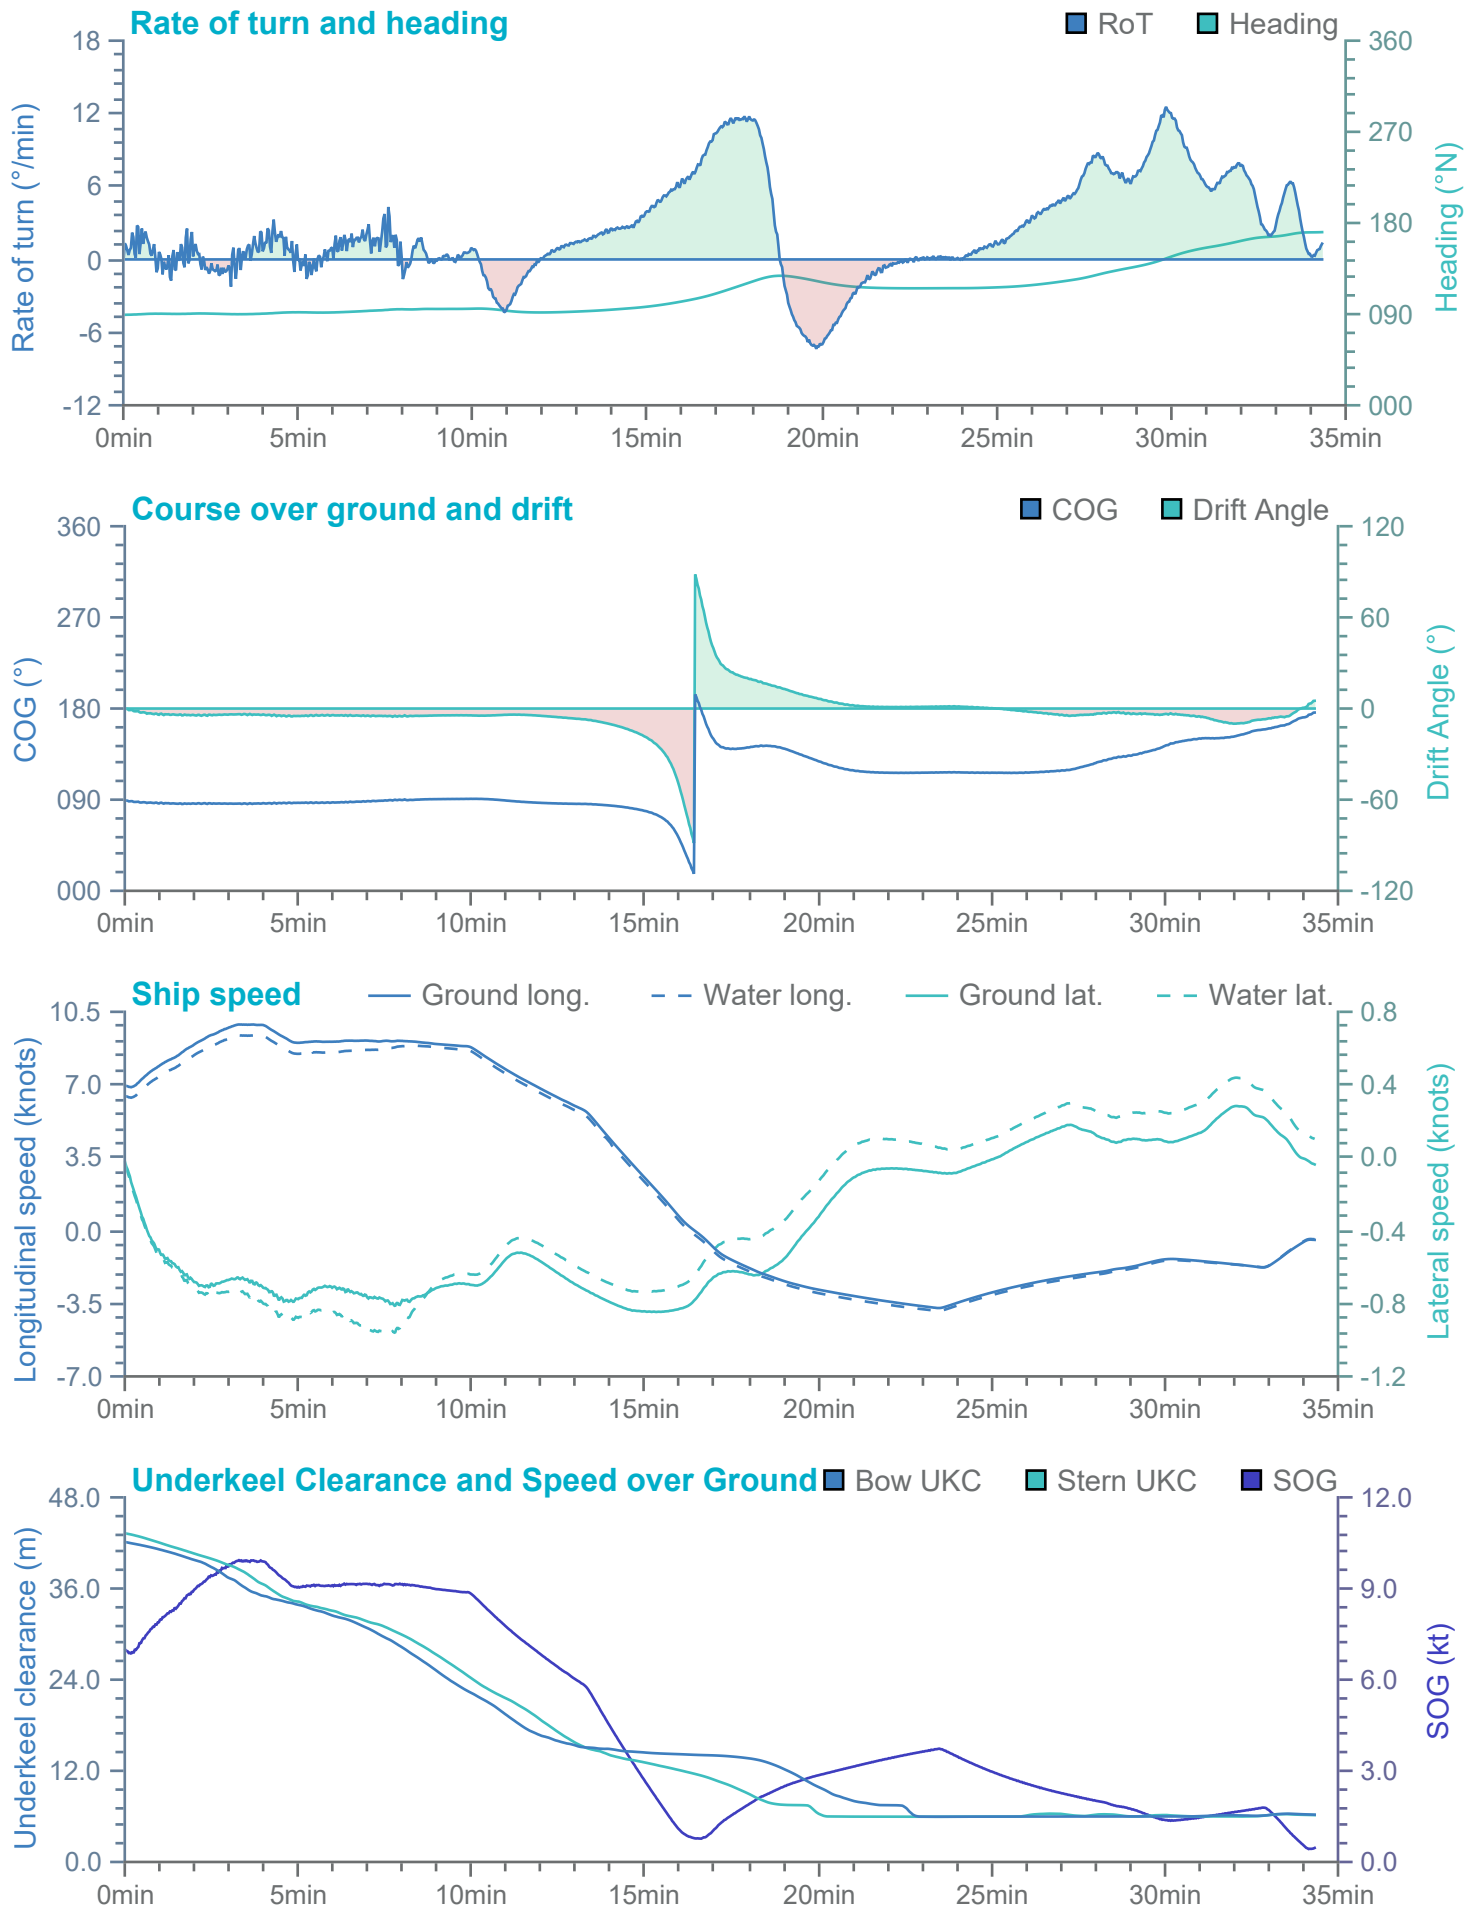 Rate of turn and heading RoT Heading
18 360
12 270
6 180
0
-6 090
-12 000
Rate of turn (°/min)
Heading (°N)
0min 5min 10min 15min 20min 25min 30min 35min
Course over ground and drift COG Drift Angle
360 120
270 60
180 0
090 -60
000 -120
COG (°)
Drift Angle (°)
0min 5min 10min 15min 20min 25min 30min 35min
Ship speed Ground long. Water long. Ground lat. Water lat.
10.5 0.8
7.0 0.4
3.5 0.0
0.0 -0.4
-3.5 -0.8
-7.0 -1.2
Longitudinal speed (knots)
Lateral speed (knots)
0min 5min 10min 15min 20min 25min 30min 35min
Underkeel Clearance and Speed over Ground Bow UKC Stern UKC SOG
48.0 12.0
36.0 9.0
24.0 6.0
12.0 3.0
0.0 0.0
Underkeel clearance (m)
SOG (kt)
0min 5min 10min 15min 20min 25min 30min 35min